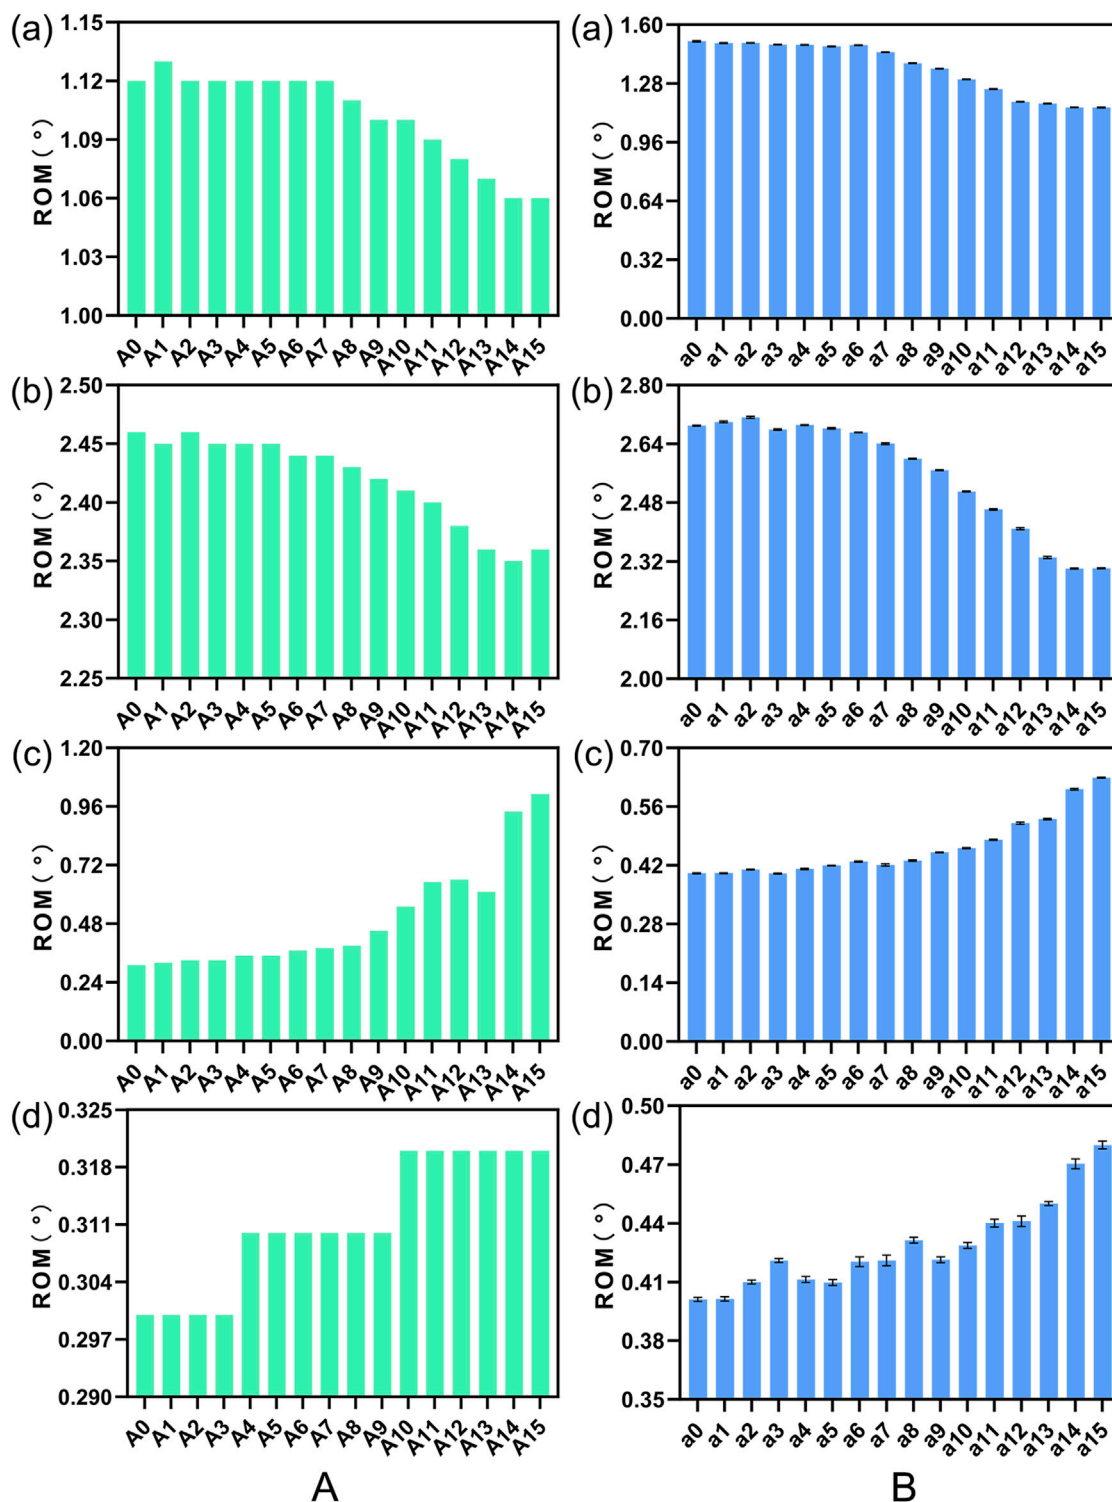 (a)
ROM(°)
1.15
1.12
1.09
1.06
1.03
1.00
A0 A1 A2 A3 A4 A5 A6 A7 A8 A9 A10 A11 A12 A13 A14 A15
(a)
ROM(°)
1.60
1.28
0.96
0.64
0.32
0.00
a0 a1 a2 a3 a4 a5 a6 a7 a8 a9 a10 a11 a12 a13 a14 a15
(b)
ROM(°)
2.50
2.45
2.40
2.35
2.30
2.25
A0 A1 A2 A3 A4 A5 A6 A7 A8 A9 A10 A11 A12 A13 A14 A15
(b)
ROM(°)
2.80
2.64
2.48
2.32
2.16
2.00
a0 a1 a2 a3 a4 a5 a6 a7 a8 a9 a10 a11 a12 a13 a14 a15
(c)
ROM(°)
1.20
0.96
0.72
0.48
0.24
0.00
A0 A1 A2 A3 A4 A5 A6 A7 A8 A9 A10 A11 A12 A13 A14 A15
(c)
ROM(°)
0.70
0.56
0.42
0.28
0.14
0.00
a0 a1 a2 a3 a4 a5 a6 a7 a8 a9 a10 a11 a12 a13 a14 a15
(d)
ROM(°)
0.325
0.318
0.311
0.304
0.297
0.290
A0 A1 A2 A3 A4 A5 A6 A7 A8 A9 A10 A11 A12 A13 A14 A15
(d)
ROM(°)
0.50
0.47
0.44
0.41
0.38
0.35
a0 a1 a2 a3 a4 a5 a6 a7 a8 a9 a10 a11 a12 a13 a14 a15
A
B